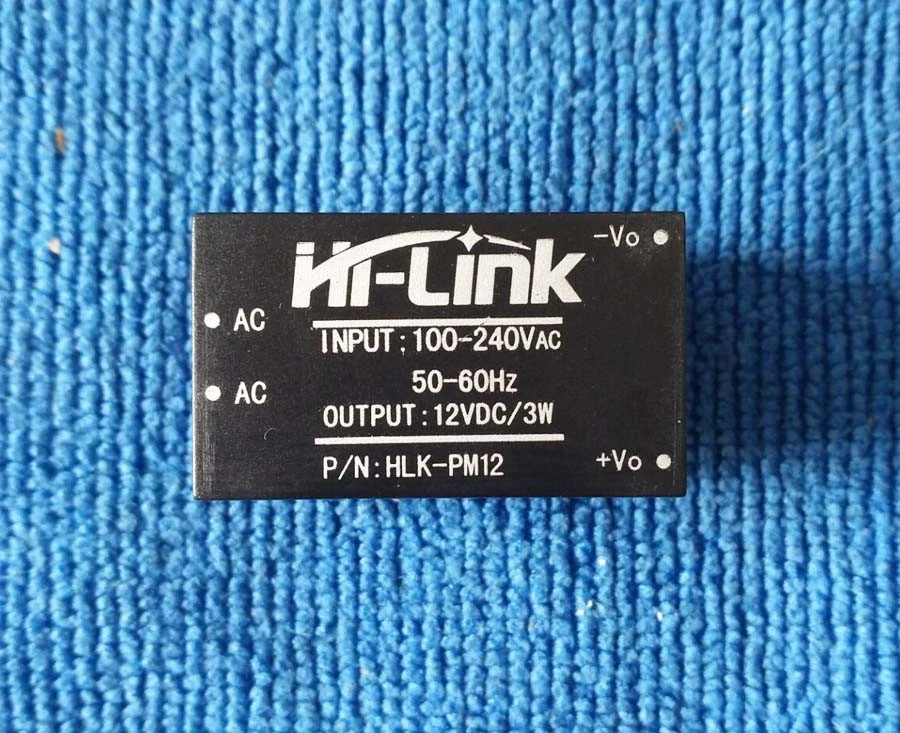 Hi-Link
-Vo
AC
INPUT:100-240VAC
AC
50-60Hz
OUTPUT:12VDC/3W
P/N:HLK-PM12
+Vo